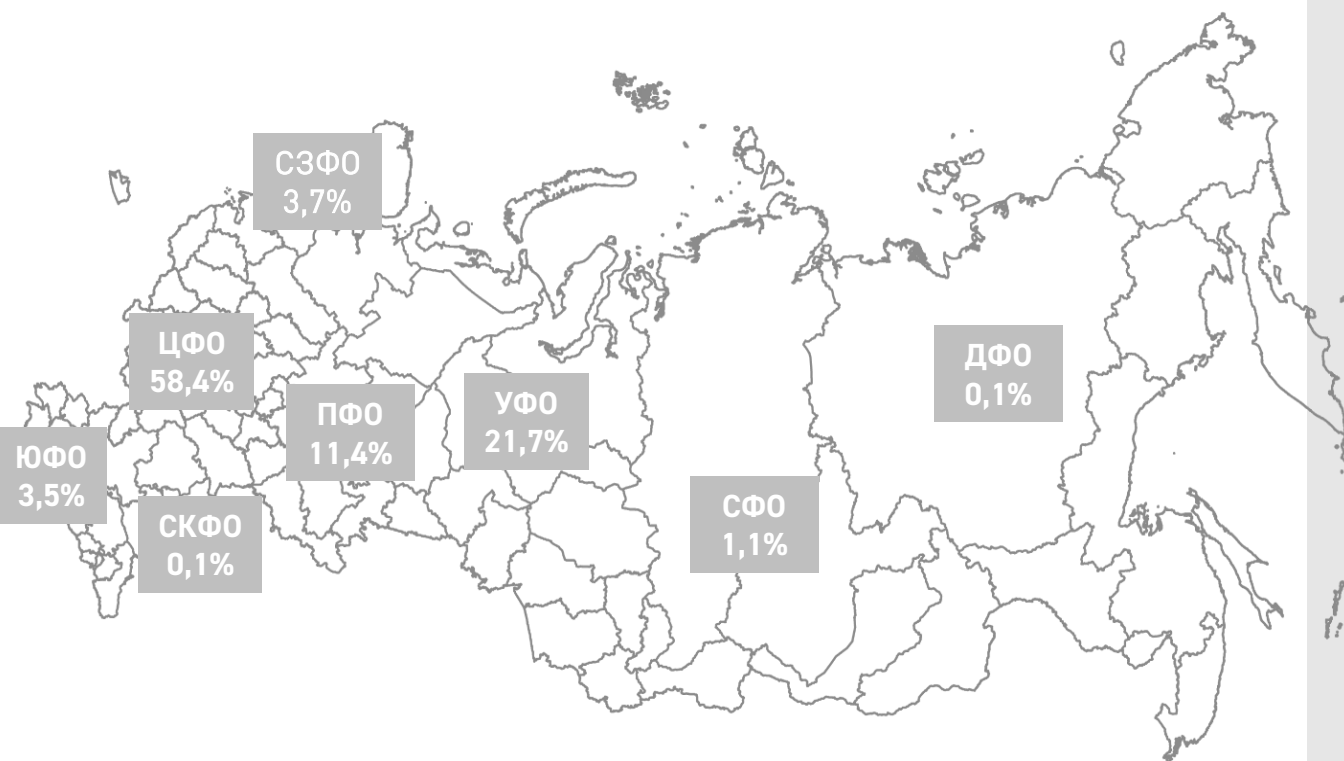 СЗФО
3,7%
ЦФО
58,4%
ДФО
0,1%
ПФО
11,4%
УФО
21,7%
ЮФО
3,5%
СКФО
0,1%
СФО
1,1%